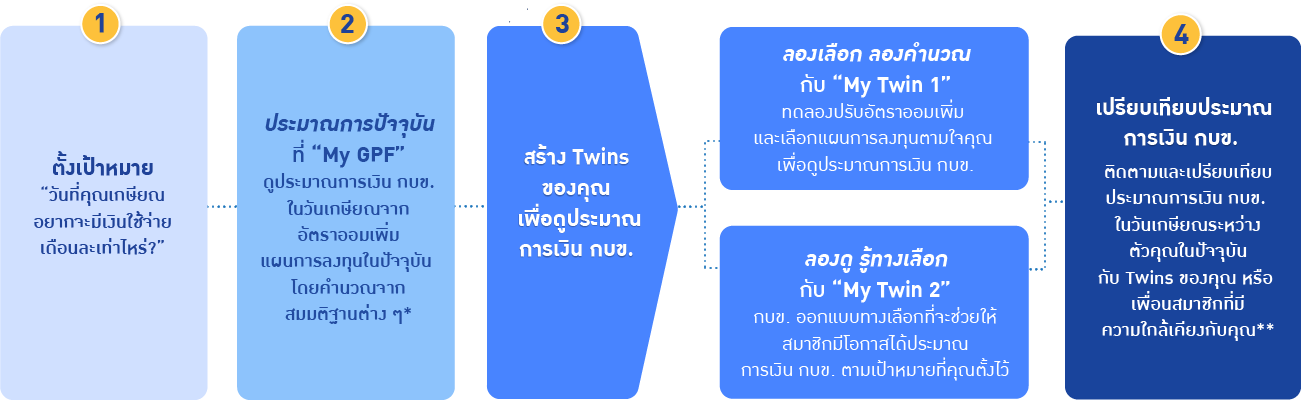 1
ตั้งเป้าหมาย
“วันที่คุณเกษียณ
อยากจะมีเงินใช้จ่าย
เดือนละเท่าไหร่?”
2
ประมาณการปัจจุบัน
ที่ “My GPF”
ดูประมาณการเงิน กบข.
ในวันเกษียณจาก
อัตราออมเพิ่ม
แผนการลงทุนในปัจจุบัน
โดยคำนวณจาก
สมมติฐานต่าง ๆ*
3
สร้าง Twins
ของคุณ
เพื่อดูประมาณ
การเงิน กบข.
ลองเลือก ลองคำนวณ
กับ “My Twin 1”
ทดลองปรับอัตราออมเพิ่ม
และเลือกแผนการลงทุนตามใจคุณ
เพื่อดูประมาณการเงิน กบข.
ลองดู รู้ทางเลือก
กับ “My Twin 2”
กบข. ออกแบบทางเลือกที่จะช่วยให้
สมาชิกมีโอกาสได้ประมาณ
การเงิน กบข. ตามเป้าหมายที่คุณตั้งไว้
4
เปรียบเทียบประมาณ
การเงิน กบข.
ติดตามและเปรียบเทียบ
ประมาณการเงิน กบข.
ในวันเกษียณระหว่าง
ตัวคุณในปัจจุบัน
กับ Twins ของคุณ หรือ
เพื่อนสมาชิกที่มี
ความใกล้เคียงกับคุณ**